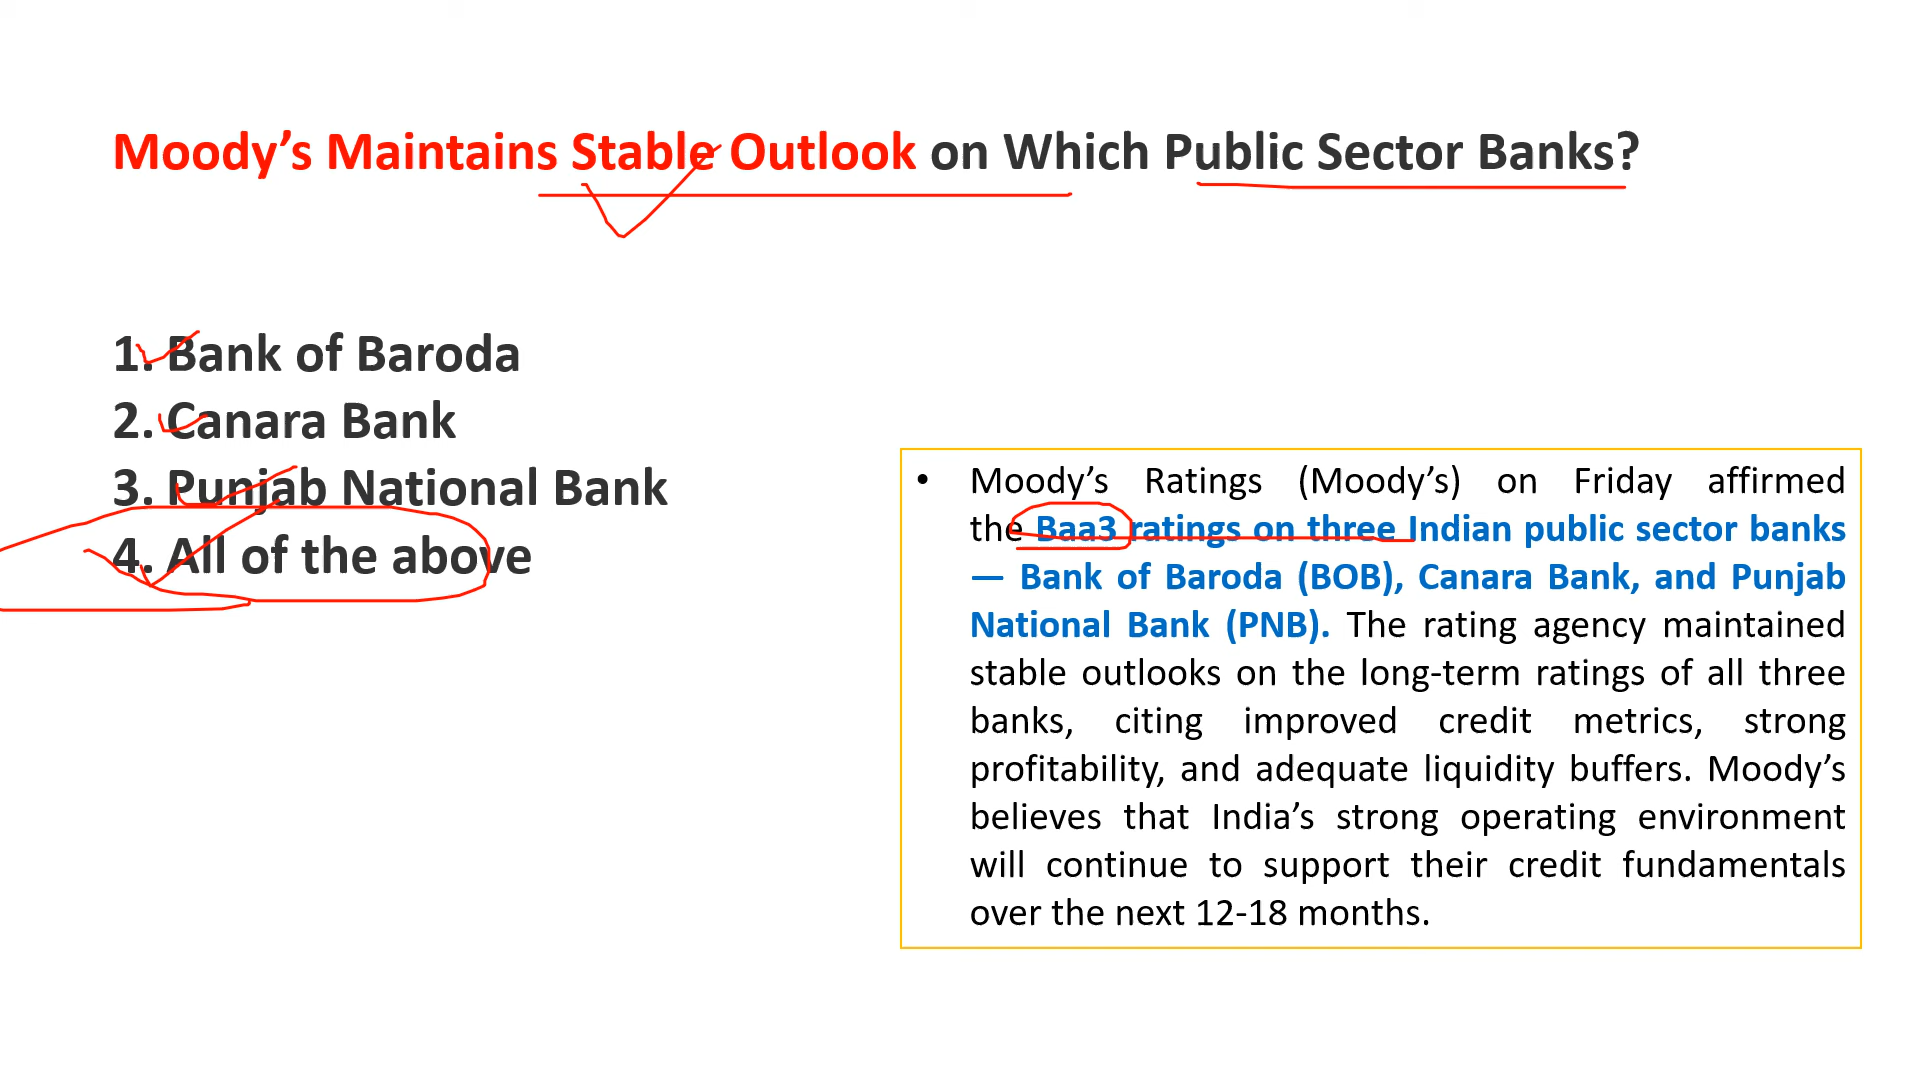 Moody’s Maintains Stable Outlook on Which Public Sector Banks?
1. Bank of Baroda
2. Canara Bank
3. Punjab National Bank
4. All of the above
• Moody’s Ratings (Moody’s) on Friday affirmed
the Baa3 ratings on three Indian public sector banks
— Bank of Baroda (BOB), Canara Bank, and Punjab
National Bank (PNB). The rating agency maintained
stable outlooks on the long-term ratings of all three
banks, citing improved credit metrics, strong
profitability, and adequate liquidity buffers. Moody’s
believes that India’s strong operating environment
will continue to support their credit fundamentals
over the next 12-18 months.